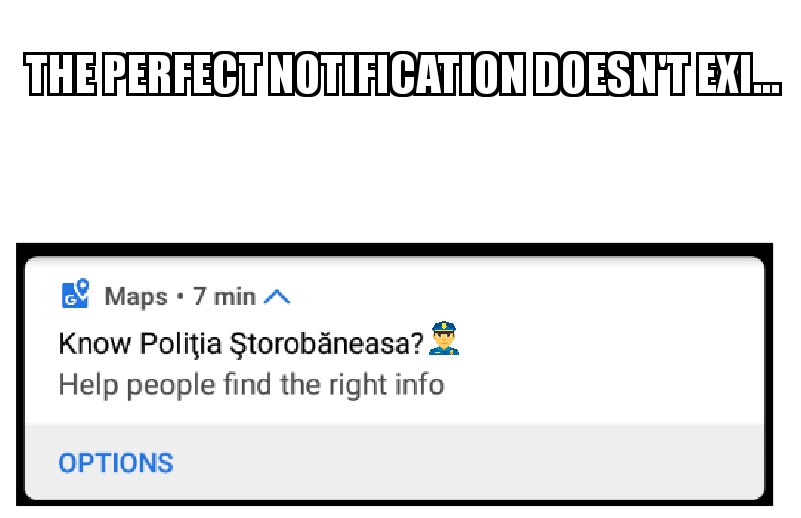 THE PERFECT NOTIFICATION DOESN'T EXI...
Maps • 7 min
Know Poliţia Ştorobăneasa?👮
Help people find the right info
OPTIONS